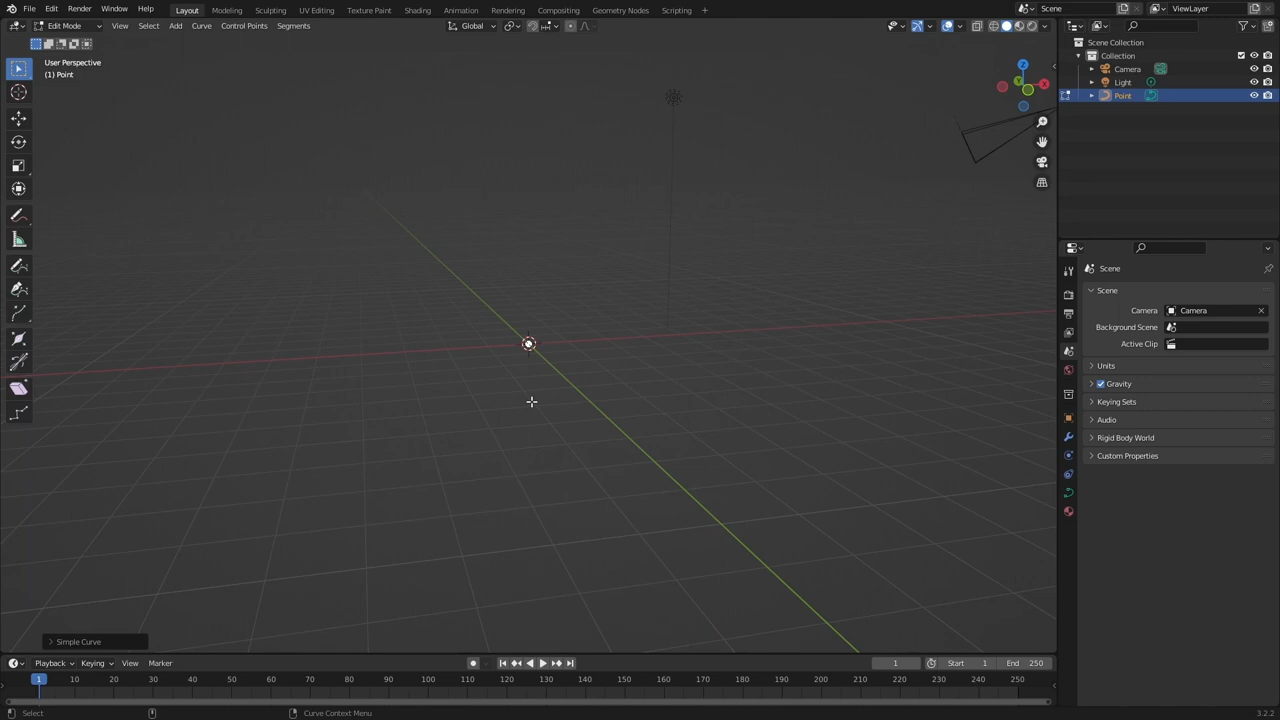 File Edit Render Window Help Layout Modeling Sculpting UV Editing Texture Paint Shading Animation Rendering Compositing Geometry Nodes Scripting Scene ViewLayer
Edit Mode View Select Add Curve Control Points Segments Global
User Perspective
(1) Point
Z
Y
X
Scene Collection
Collection
Camera
Light
Point
Scene
Scene
Camera Camera
Background Scene
Active Clip
Units
Gravity
Keying Sets
Audio
Rigid Body World
Custom Properties
Simple Curve
Playback Keying View Marker 1 Start 1 End 250
1 10 20 30 40 50 60 70 80 90 100 110 120 130 140 150 160 170 180 190 200 210 220 230 240 250
Select Curve Context Menu 3.2.2